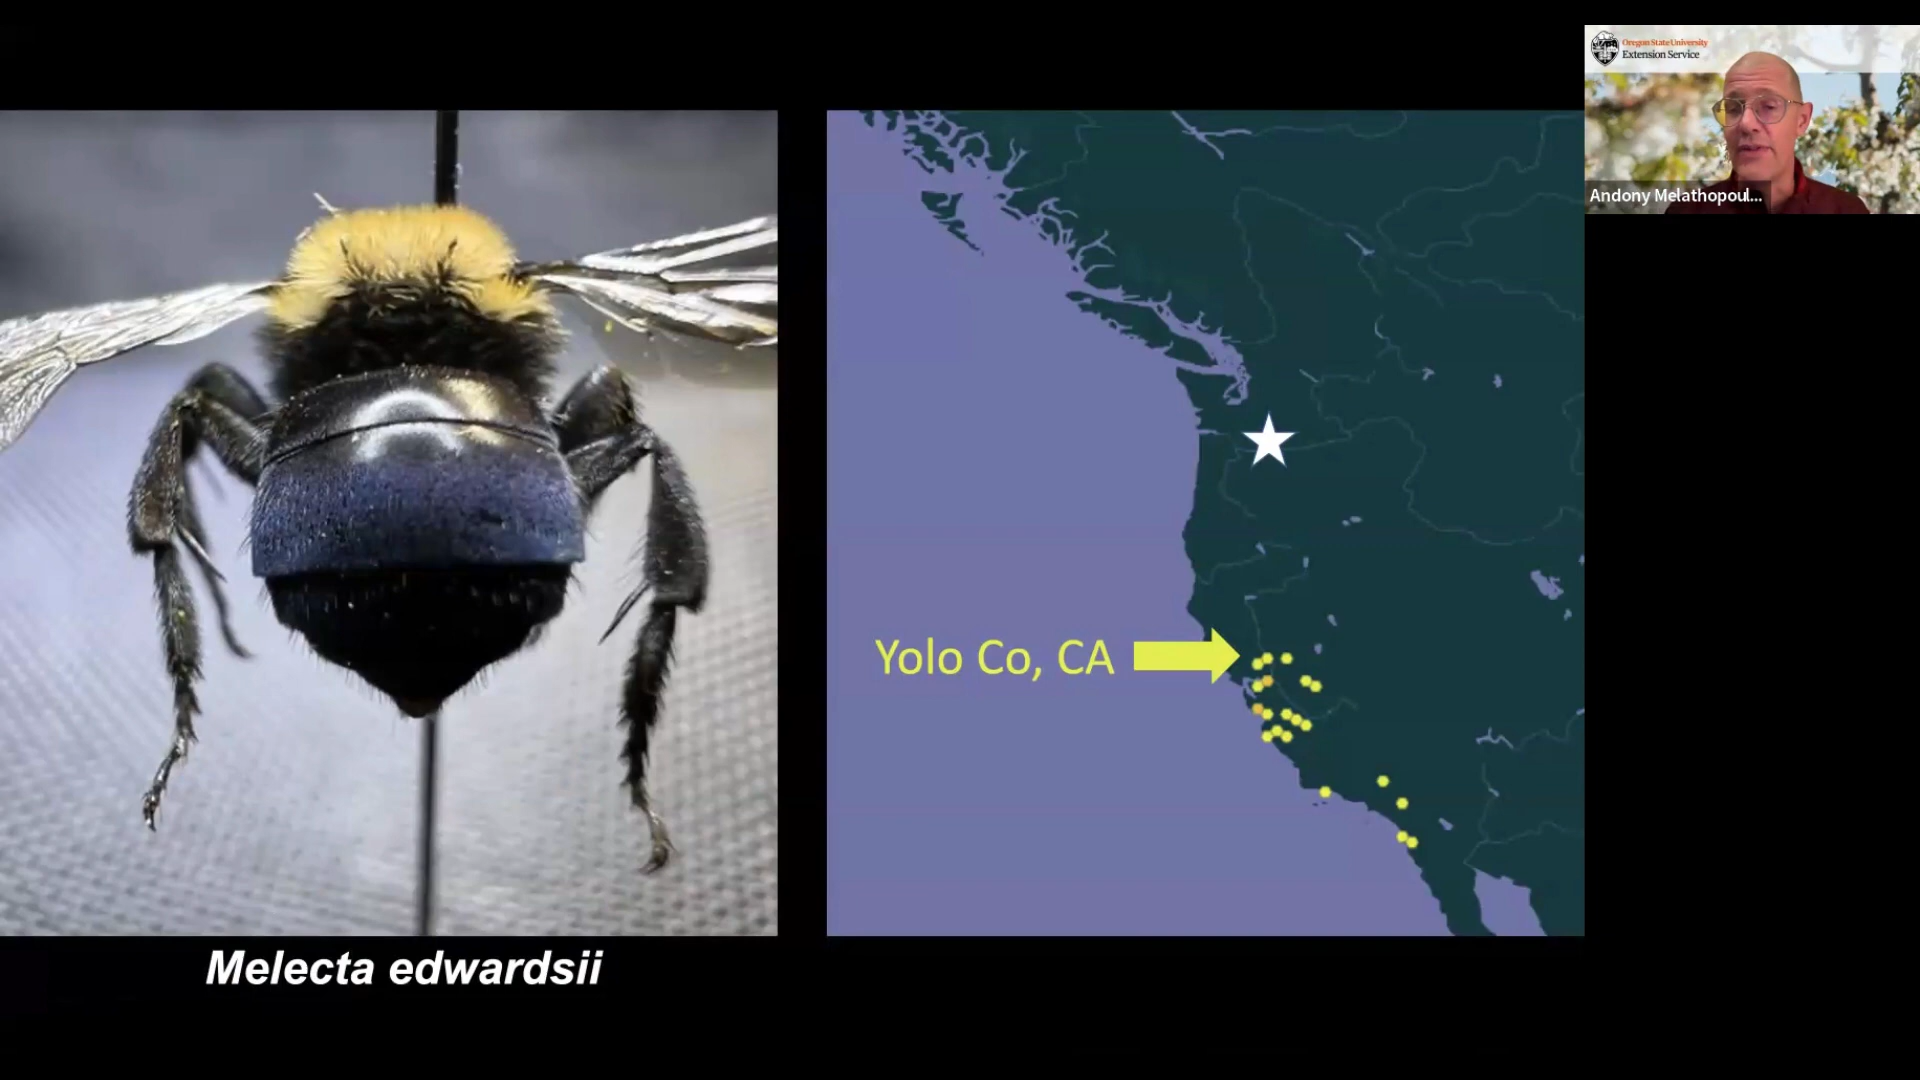 Oregon State University
Extension Service
Andony Melathopoul...
Yolo Co, CA
Melecta edwardsii